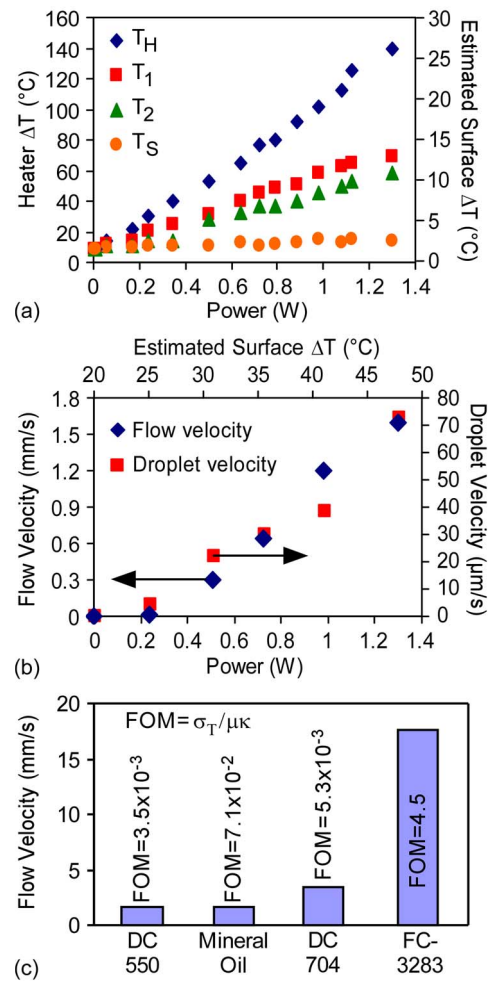 160
140
120
100
80
60
40
20
0
Heater ΔT (°C)
T_H
T_1
T_2
T_S
30
25
20
15
10
5
0
Estimated Surface ΔT (°C)
0 0.2 0.4 0.6 0.8 1 1.2 1.4
Power (W)
(a)
Estimated Surface ΔT (°C)
20 25 30 35 40 45 50
1.8
1.5
1.2
0.9
0.6
0.3
0
Flow Velocity (mm/s)
Flow velocity
Droplet velocity
80
70
60
50
40
30
20
10
0
Droplet Velocity (μm/s)
0 0.2 0.4 0.6 0.8 1 1.2 1.4
Power (W)
(b)
20
15
10
5
0
Flow Velocity (mm/s)
FOM=σ_T/μκ
FOM=3.5x10⁻³
FOM=7.1x10⁻²
FOM=5.3x10⁻³
FOM=4.5
DC 550
Mineral Oil
DC 704
FC-3283
(c)